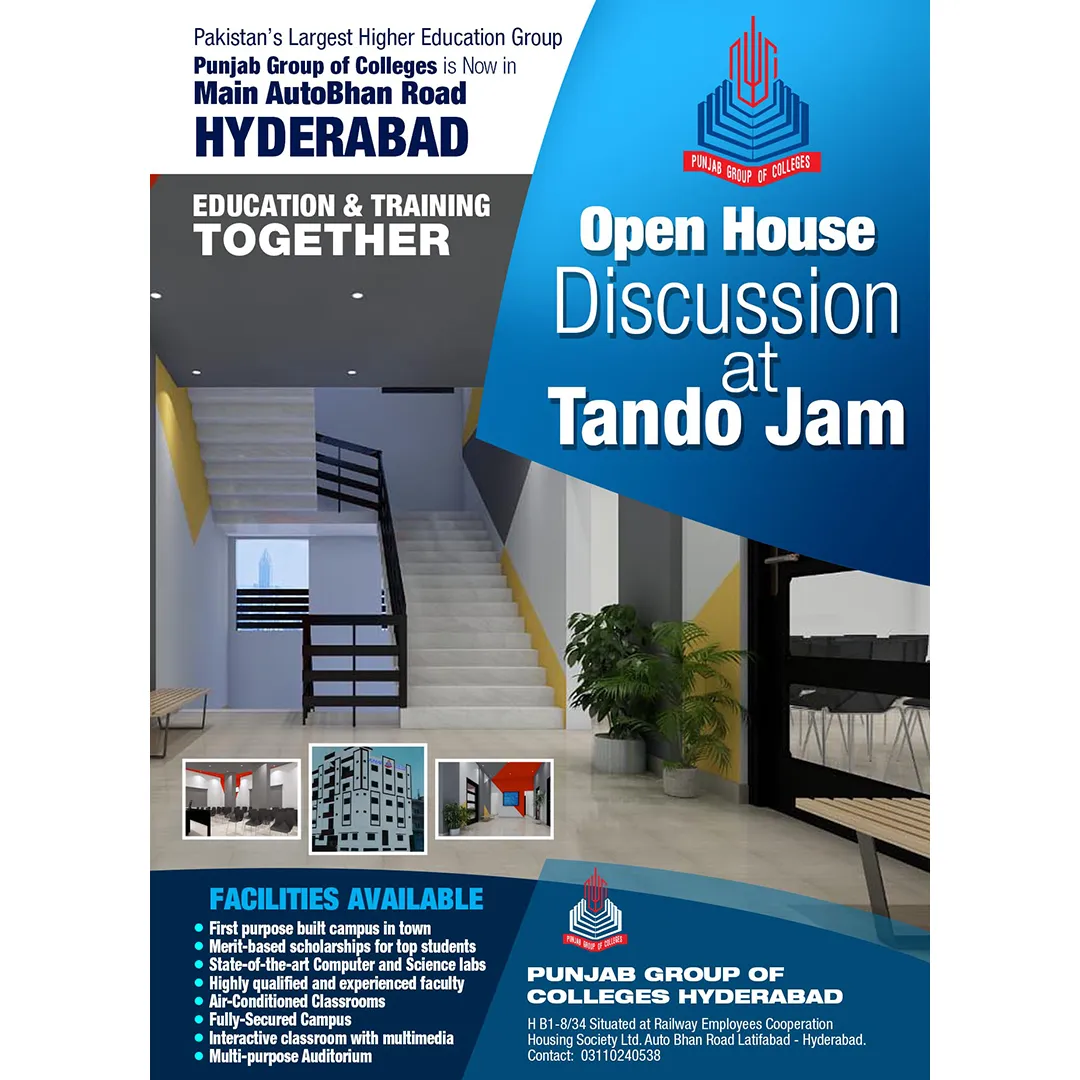 Pakistan's Largest Higher Education Group
Punjab Group of Colleges is Now in
Main AutoBhan Road
HYDERABAD
EDUCATION & TRAINING
TOGETHER
PUNJAB GROUP OF COLLEGES
Open House
Discussion
at
Tando Jam
FACILITIES AVAILABLE
• First purpose built campus in town
• Merit-based scholarships for top students
• State-of-the-art Computer and Science labs
• Highly qualified and experienced faculty
• Air-Conditioned Classrooms
• Fully-Secured Campus
• Interactive classroom with multimedia
• Multi-purpose Auditorium
PUNJAB GROUP OF COLLEGES
PUNJAB GROUP OF
COLLEGES HYDERABAD
H B1-8/34 Situated at Railway Employees Cooperation
Housing Society Ltd. Auto Bhan Road Latifabad - Hyderabad.
Contact: 03110240538